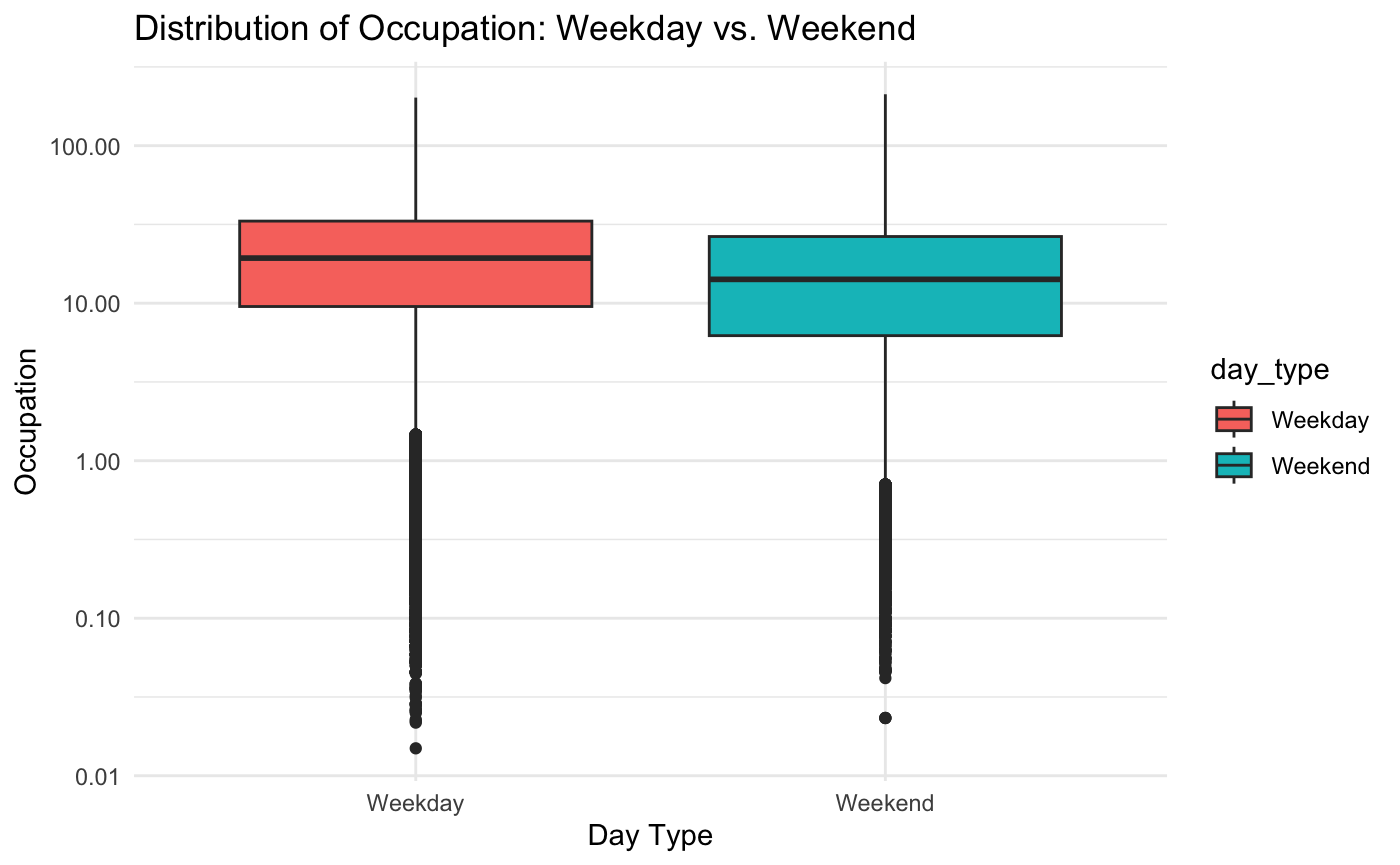 Distribution of Occupation: Weekday vs. Weekend
100.00
10.00
1.00
0.10
0.01
Occupation
Weekday
Weekend
Day Type
day_type
Weekday
Weekend